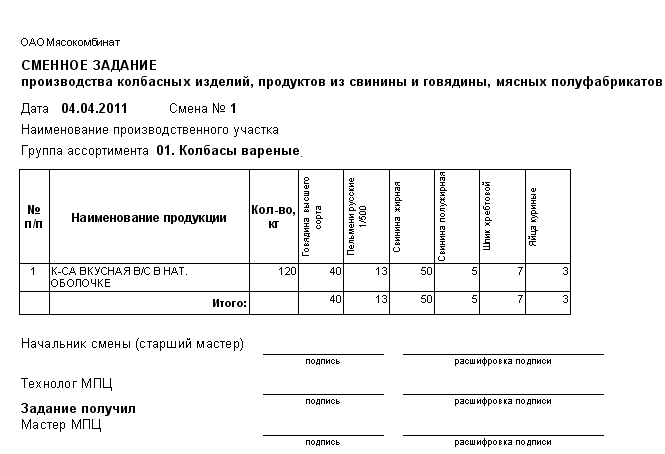 ОАО Мясокомбинат
СМЕННОЕ ЗАДАНИЕ
производства колбасных изделий, продуктов из свинины и говядины, мясных полуфабрикатов
Дата 04.04.2011 Смена № 1
Наименование производственного участка
Группа ассортимента 01. Колбасы вареные.
№ п/п Наименование продукции Кол-во, кг Говядина высшего сорта Пельмени русские 1/500 Свинина жирная Свинина полужирная Шпик хребтовой Яйца куриные
1 К-СА ВКУСНАЯ В/С В НАТ. ОБОЛОЧКЕ 120 40 13 50 5 7 3
Итого: 40 13 50 5 7 3
Начальник смены (старший мастер)
подпись расшифровка подписи
Технолог МПЦ
подпись расшифровка подписи
Задание получил
Мастер МПЦ
подпись расшифровка подписи